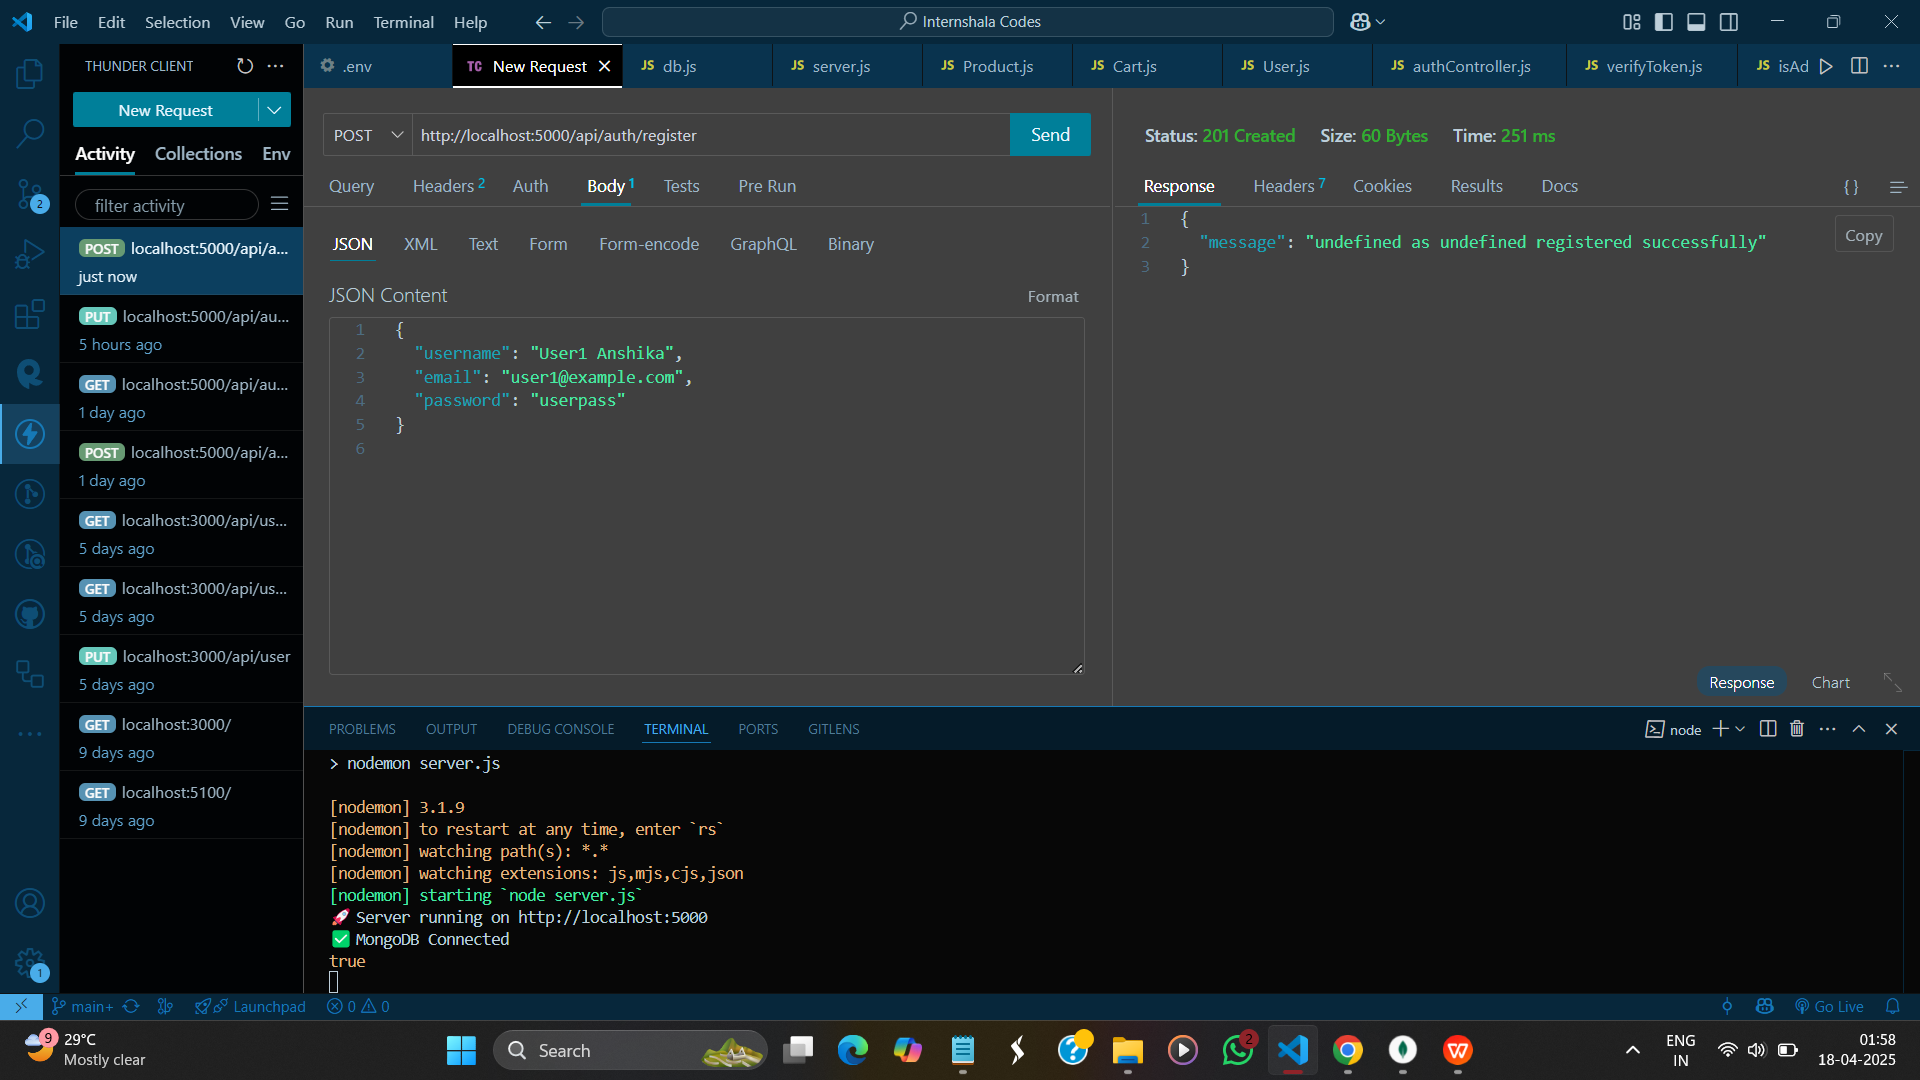 File Edit Selection View Go Run Terminal Help
Internshala Codes
THUNDER CLIENT
New Request
Activity Collections Env
filter activity
POST localhost:5000/api/a...
just now
PUT localhost:5000/api/au...
5 hours ago
GET localhost:5000/api/au...
1 day ago
POST localhost:5000/api/a...
1 day ago
GET localhost:3000/api/us...
5 days ago
GET localhost:3000/api/us...
5 days ago
PUT localhost:3000/api/user
5 days ago
GET localhost:3000/
9 days ago
GET localhost:5100/
9 days ago
2
1
.env
TC New Request
JS db.js
JS server.js
JS Product.js
JS Cart.js
JS User.js
JS authController.js
JS verifyToken.js
JS isAd
POST http://localhost:5000/api/auth/register Send
Query Headers 2 Auth Body 1 Tests Pre Run
JSON XML Text Form Form-encode GraphQL Binary
JSON Content Format
1 {
2 "username": "User1 Anshika",
3 "email": "user1@example.com",
4 "password": "userpass"
5 }
6
Status: 201 Created Size: 60 Bytes Time: 251 ms
Response Headers 7 Cookies Results Docs { }
1 {
2 "message": "undefined as undefined registered successfully"
3 }
Copy
Response Chart
PROBLEMS OUTPUT DEBUG CONSOLE TERMINAL PORTS GITLENS
node
> nodemon server.js
[nodemon] 3.1.9
[nodemon] to restart at any time, enter `rs`
[nodemon] watching path(s): *.*
[nodemon] watching extensions: js,mjs,cjs,json
[nodemon] starting `node server.js`
🚀 Server running on http://localhost:5000
✅ MongoDB Connected
true
main+ Launchpad 0 0 Go Live
9
29°C
Mostly clear
Search
2
ENG
IN
01:58
18-04-2025